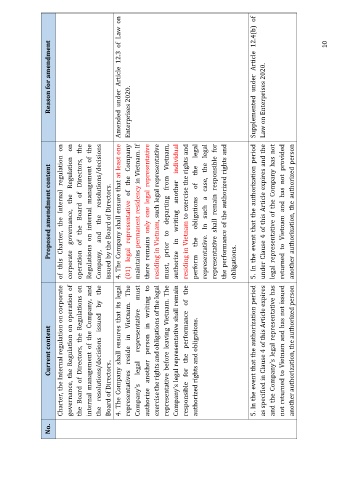 No.
Current content
Proposed amendment content
Reason for amendment
Charter, the Internal regulation on corporate
governance, the Regulation on operation of
the Board of Directors, the Regulations on
internal management of the Company, and
the resolutions/decisions issued by the
Board of Directors.
of this Charter, the internal regulation on
corporate governance, the Regulation on
operation of the Board of Directors, the
Regulation on internal management of the
Company, and the resolutions/decisions
issued by the Board of Directors.
4. The Company shall ensures that its legal
representatives reside in Vietnam. The
Company's legal representative must
authorize another person in writing to
exercise the rights and obligations of the legal
representative before leaving Vietnam. The
Company's legal representative shall remain
responsible for the performance of the
authorized rights and obligations.
4. The Company shall ensure that at least one
(01) legal representative of the Company
maintains permanent residency in Vietnam. If
there remains only one legal representative
residing in Vietnam, such legal representative
must, prior to departing from Vietnam,
authorize in writing another individual
residing in Vietnam to exercise the rights and
perform the obligations of the legal
representative. In such a case, the legal
representative shall remain responsible for
the performance of the authorized rights and
obligations.
Amended under Article 12.3 of Law on
Enterprises 2020.
5. In the event that the authorization period
as specified in Clause 4 of this Article expires
and the Company's legal representative has
not returned to Vietnam and has not issued
another authorization, the authorized person
5. In the event that the authorization period
under Clause 4 of this Article expires and the
legal representative of the Company has not
returned to Vietnam and has not provided
another authorization, the authorized person
Supplemented under Article 12.4(b) of
Law on Enterprises 2020.
10